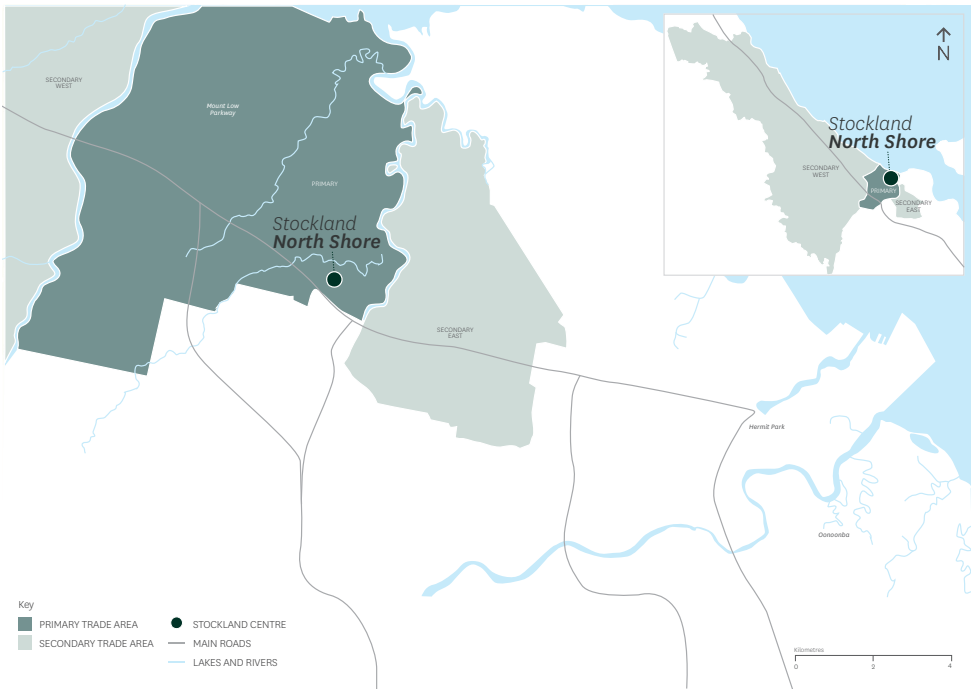 SECONDARY
WEST
Mount Low
Parkway
PRIMARY
Stockland
North Shore
SECONDARY
EAST
N
Stockland
North Shore
SECONDARY
WEST
PRIMARY
SECONDARY
EAST
Hermit Park
Oonoonba
Key
PRIMARY TRADE AREA
SECONDARY TRADE AREA
STOCKLAND CENTRE
MAIN ROADS
LAKES AND RIVERS
Kilometres
0 2 4